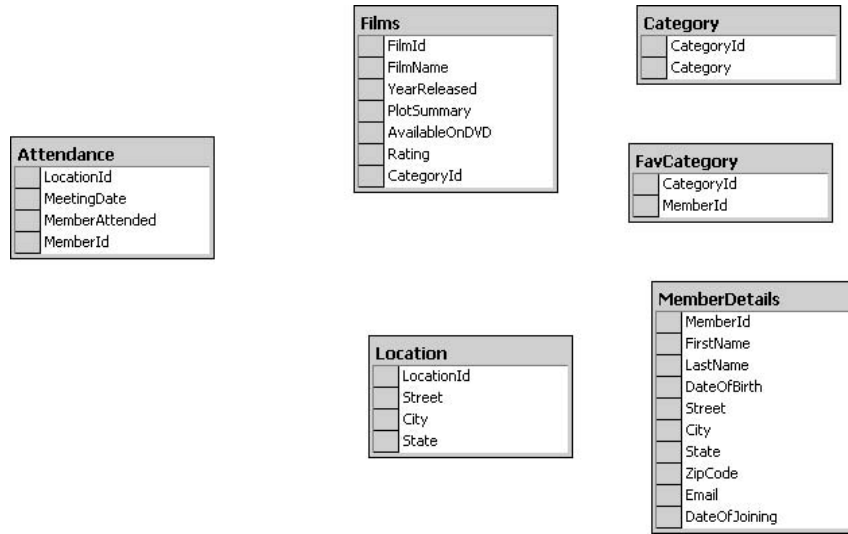 Films
FilmId
FilmName
YearReleased
PlotSummary
AvailableOnDVD
Rating
CategoryId
Category
CategoryId
Category
Attendance
LocationId
MeetingDate
MemberAttended
MemberId
FavCategory
CategoryId
MemberId
Location
LocationId
Street
City
State
MemberDetails
MemberId
FirstName
LastName
DateOfBirth
Street
City
State
ZipCode
Email
DateOfJoining